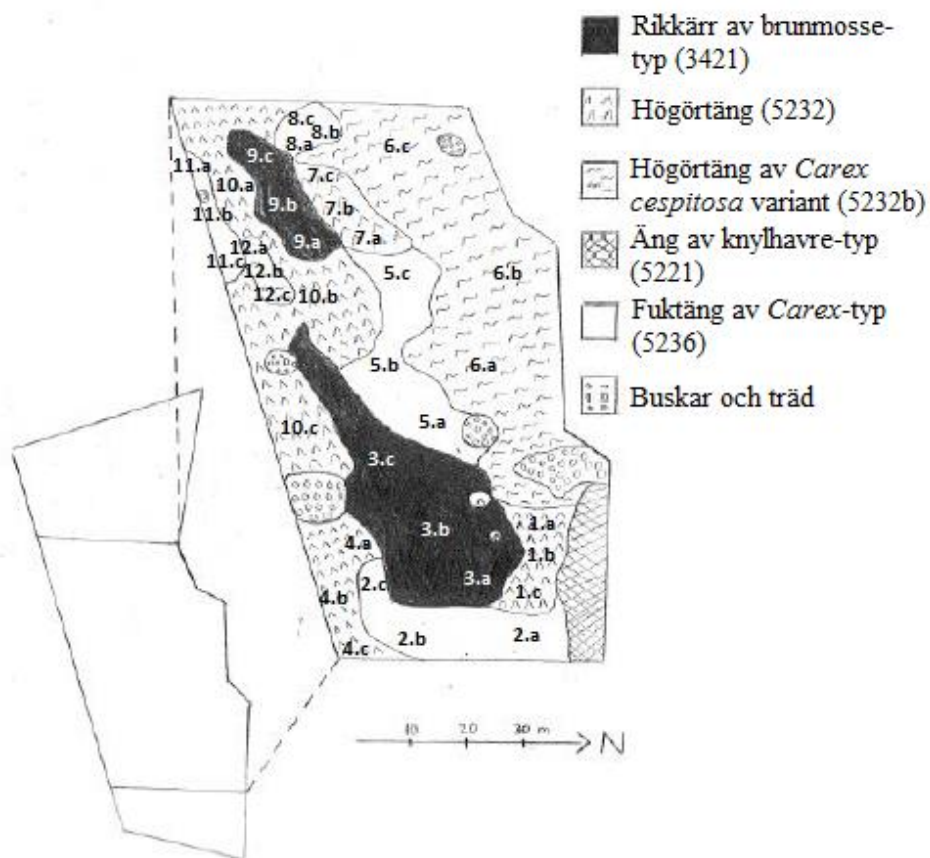 Rikkärr av brunmosse-
typ (3421)
Högörtäng (5232)
Högörtäng av Carex
cespitosa variant (5232b)
Äng av knylhavre-typ
(5221)
Fuktäng av Carex-typ
(5236)
Buskar och träd
8.c
8.b
8.a
6.c
9.c
11.a
7.c
10.a
9.b
7.b
11.b
9.a
7.a
12.a
11.c
12.b
5.c
6.b
12.c
10.b
5.b
6.a
5.a
10.c
3.c
1.a
3.b
4.a
1.b
2.c
3.a
1.c
4.b
2.b
2.a
4.c
10 20 30 m
N